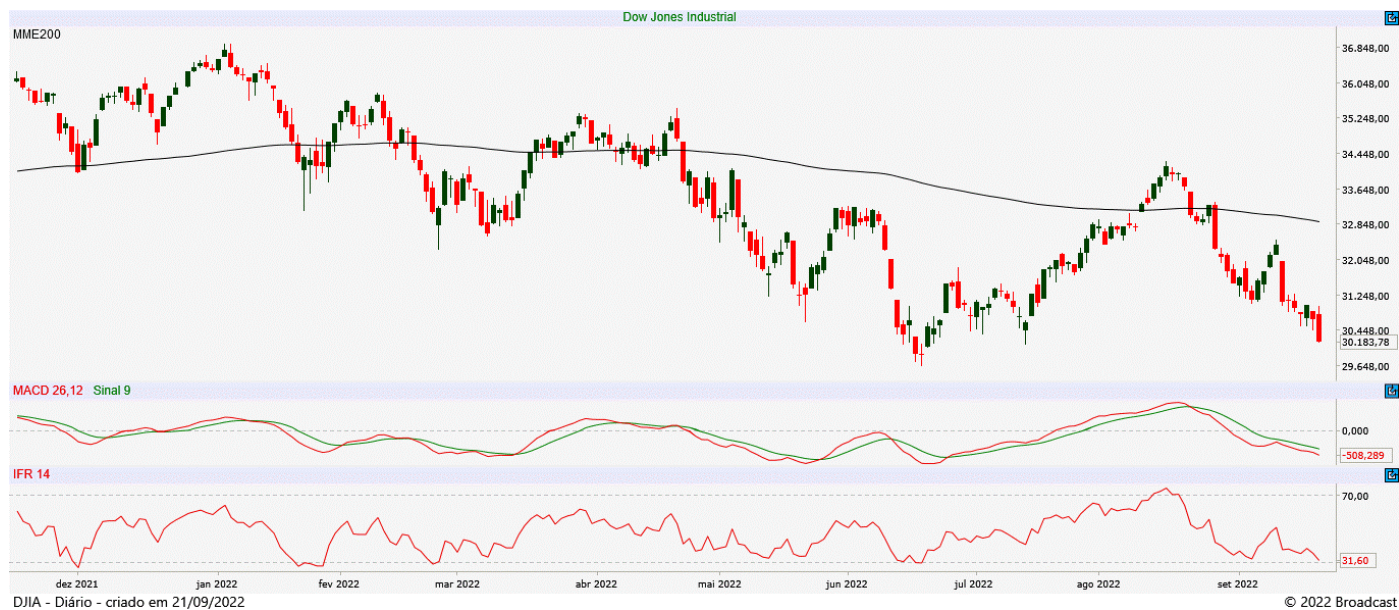 Dow Jones Industrial
MME200
36.848,00
36.048,00
35.248,00
34.448,00
33.648,00
32.848,00
32.048,00
31.248,00
30.448,00
30.183,78
29.648,00
MACD 26,12 Sinal 9
0,000
-508,289
IFR 14
70,00
31,60
dez 2021 jan 2022 fev 2022 mar 2022 abr 2022 mai 2022 jun 2022 jul 2022 ago 2022 set 2022
DJIA - Diário - criado em 21/09/2022 © 2022 Broadcast